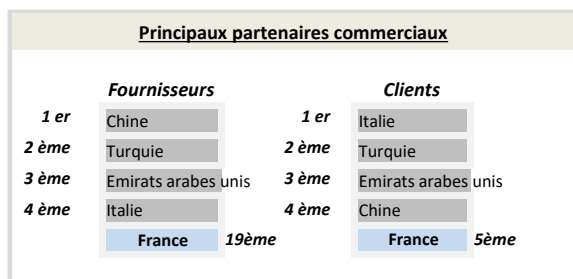 Principaux partenaires commerciaux
Fournisseurs Clients
1 er Chine 1 er Italie
2 ème Turquie 2 ème Turquie
3 ème Emirats arabes unis 3 ème Emirats arabes unis
4 ème Italie 4 ème Chine
France 19ème France 5ème